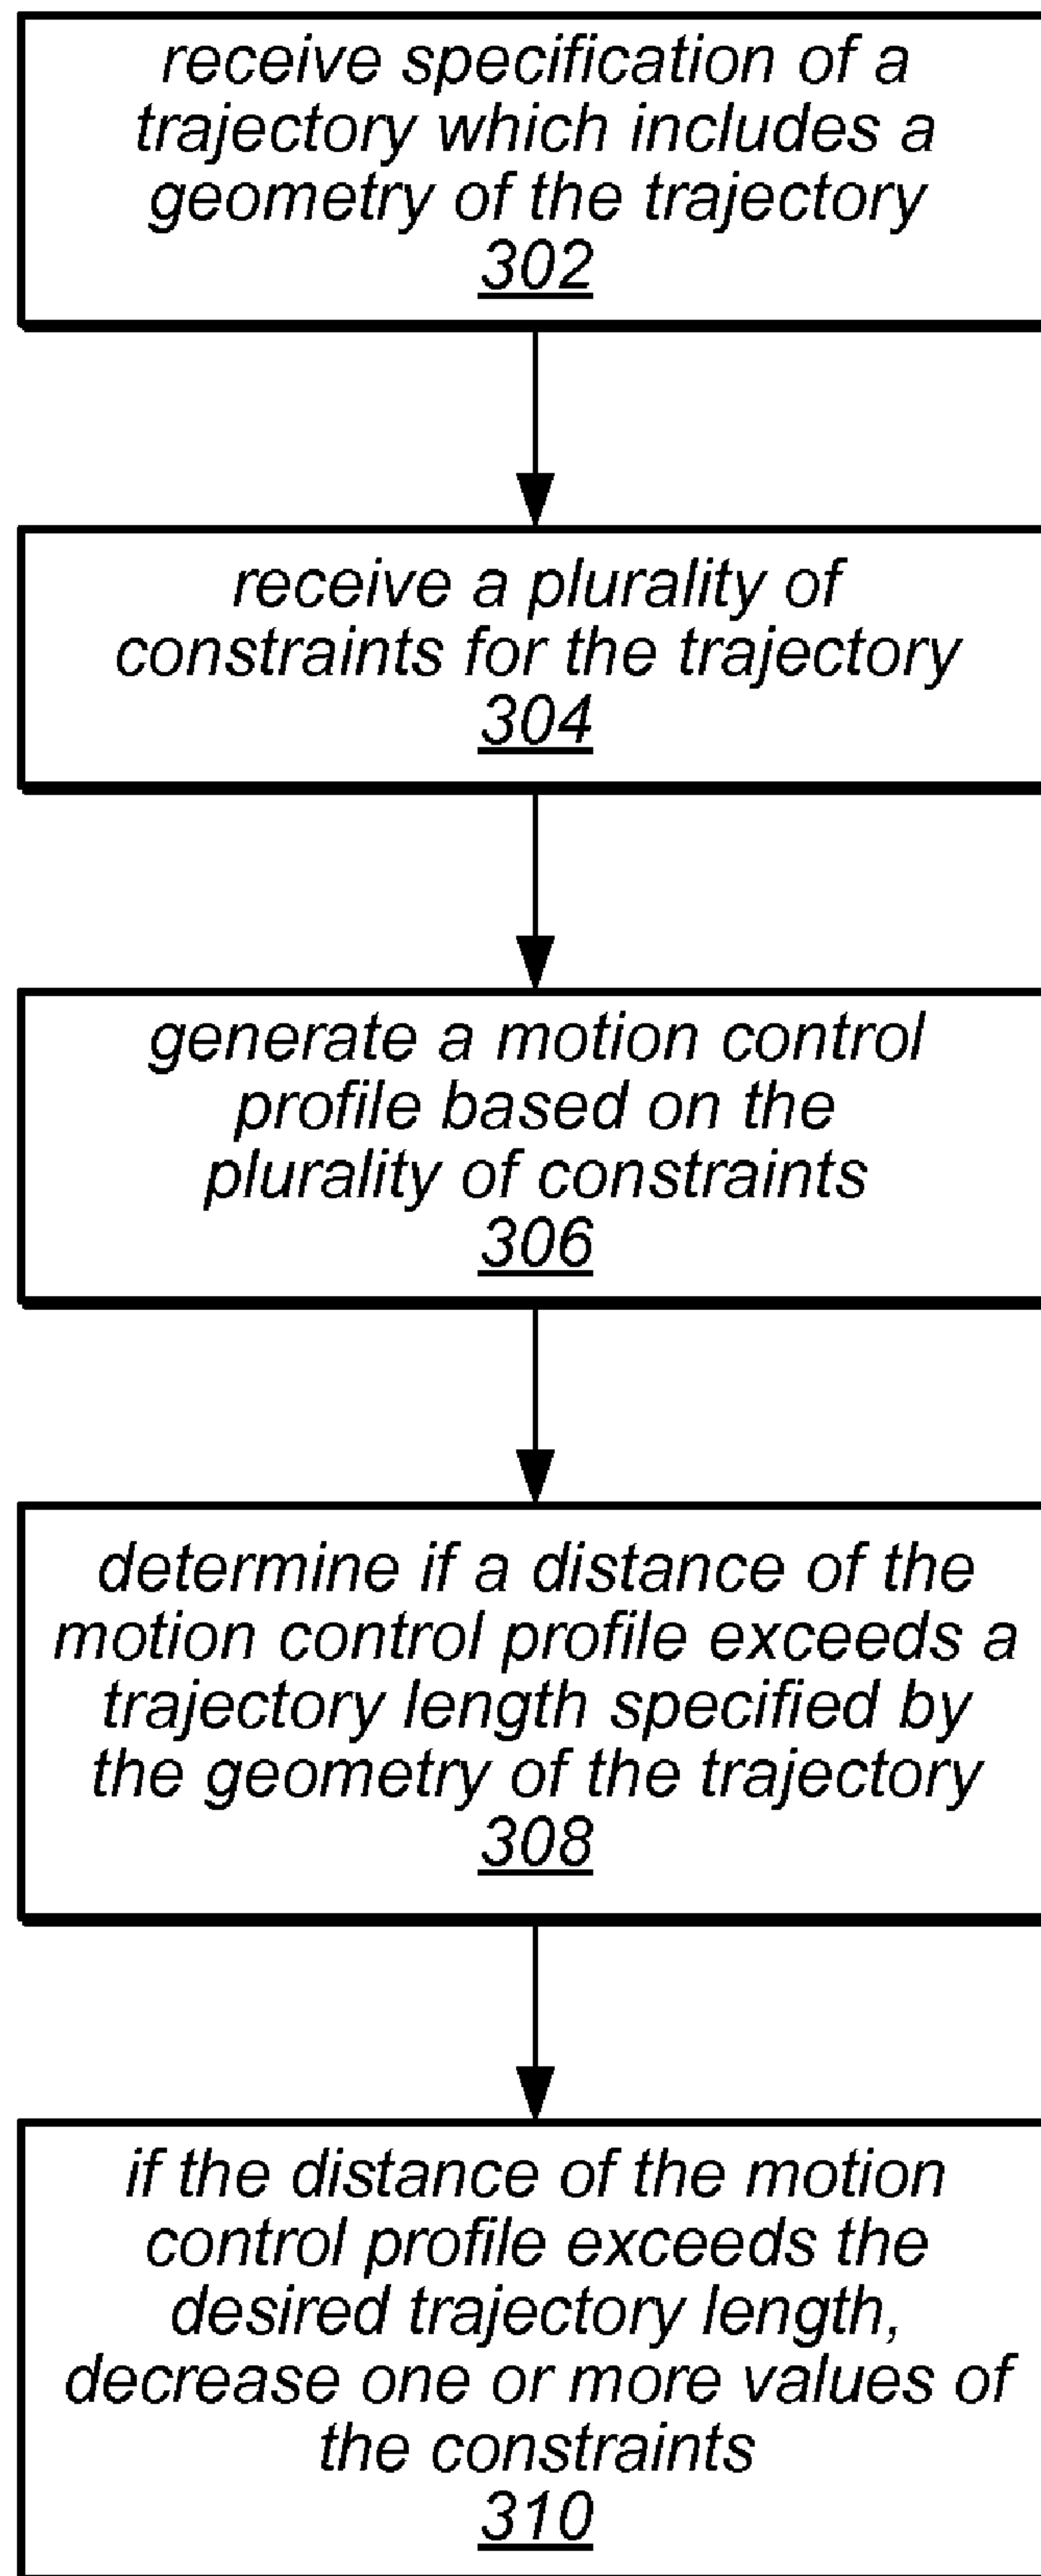 receive specification of a
trajectory which includes a
geometry of the trajectory
302
receive a plurality of
constraints for the trajectory
304
generate a motion control
profile based on the
plurality of constraints
306
determine if a distance of the
motion control profile exceeds a
trajectory length specified by
the geometry of the trajectory
308
if the distance of the motion
control profile exceeds the
desired trajectory length,
decrease one or more values of
the constraints
310